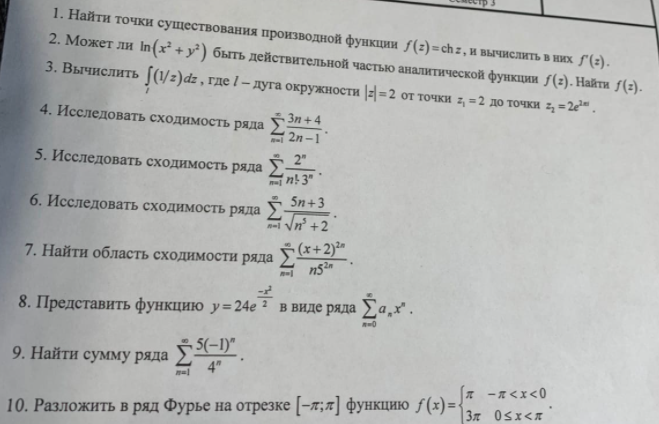 Семестр 3
1. Найти точки существования производной функции f(z) = ch z, и вычислить в них f'(z).
2. Может ли ln(x² + y²) быть действительной частью аналитической функции f(z). Найти f(z).
3. Вычислить ∫_l (1/z)dz, где l – дуга окружности |z| = 2 от точки z₁ = 2 до точки
4. Исследовать сходимость ряда ∑_{n=1}^{∞} (3n+4)/(2n−1).
5. Исследовать сходимость ряда ∑_{n=1}^{∞} 2ⁿ/(n!·3ⁿ).
6. Исследовать сходимость ряда ∑_{n=1}^{∞} (5n+3)/√(n⁵+2).
7. Найти область сходимости ряда ∑_{n=1}^{∞} (x+2)²ⁿ/(n5²ⁿ).
8. Представить функцию y = 24e^{−x²/2} в виде ряда ∑_{n=0}^{∞} aₙxⁿ.
9. Найти сумму ряда ∑_{n=1}^{∞} 5(−1)ⁿ/4ⁿ.
10. Разложить в ряд Фурье на отрезке [−π;π] функцию f(x) = {π −π < x < 0; 3π 0 ≤ x < π.